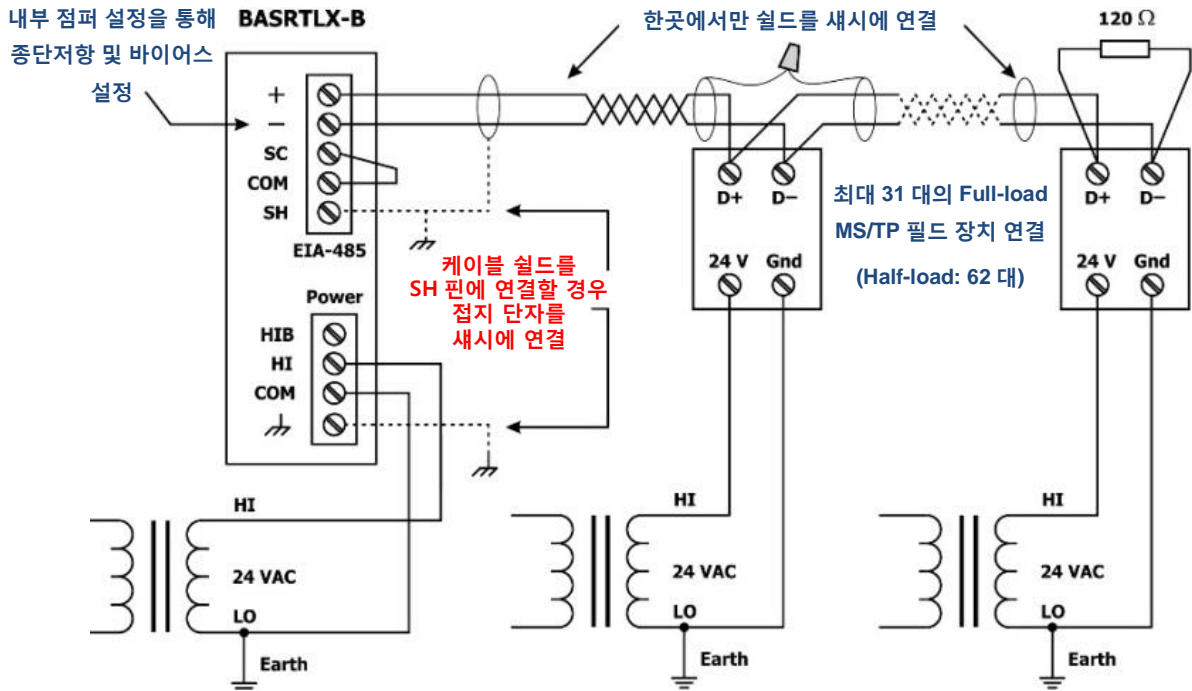 내부 점퍼 설정을 통해
종단저항 및 바이어스
설정
BASRTLX-B
한곳에서만 쉴드를 섀시에 연결
120 Ω
+
−
SC
COM
SH
EIA-485
케이블 쉴드를
SH 핀에 연결할 경우
접지 단자를
섀시에 연결
Power
HIB
HI
COM
D+ D−
24 V Gnd
최대 31 대의 Full-load
MS/TP 필드 장치 연결
(Half-load: 62 대)
D+ D−
24 V Gnd
HI
24 VAC
LO
Earth
HI
24 VAC
LO
Earth
HI
24 VAC
LO
Earth